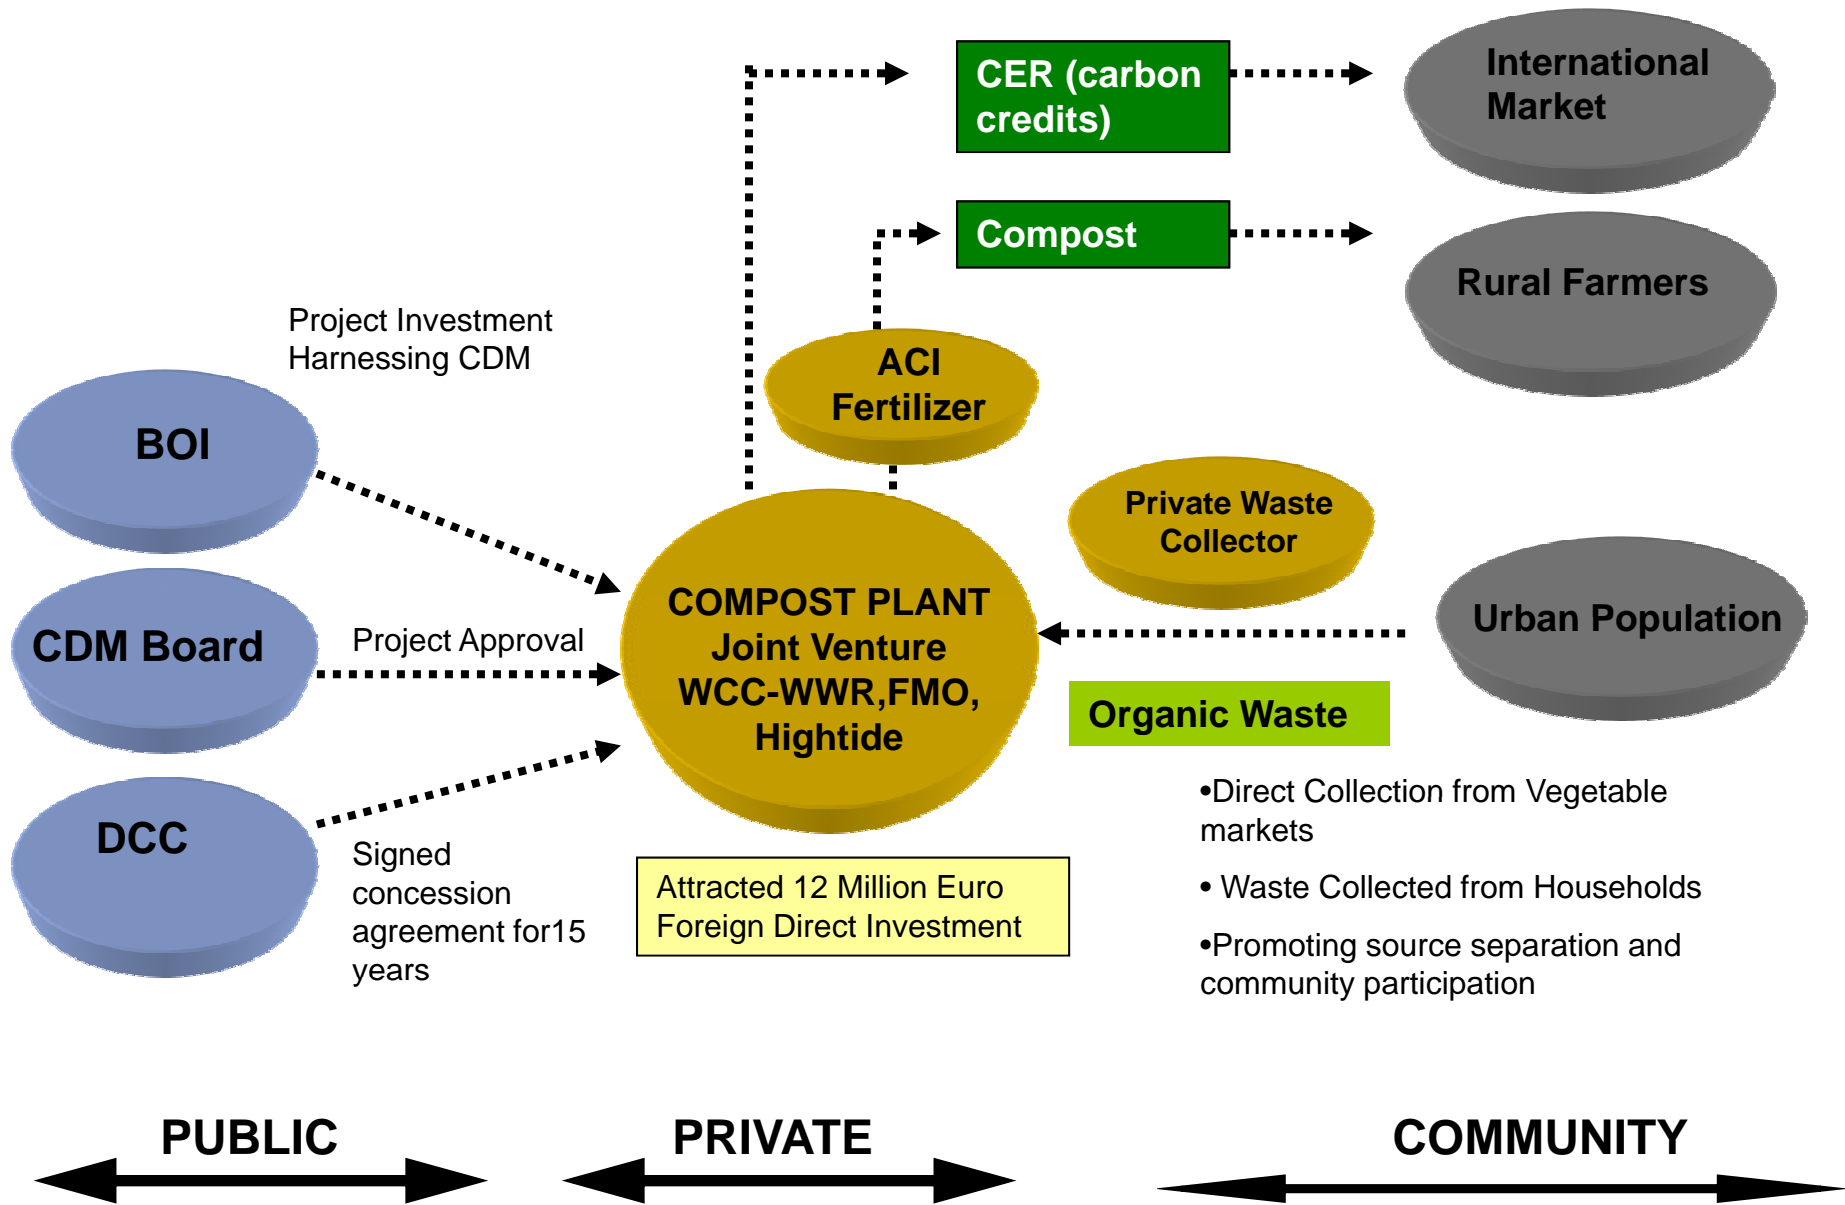 CER (carbon
credits)
International
Market
Compost
Rural Farmers
Project Investment
Harnessing CDM
ACI
Fertilizer
BOI
Private Waste
Collector
COMPOST PLANT
Joint Venture
WCC-WWR,FMO,
Hightide
Urban Population
CDM Board
Project Approval
Organic Waste
DCC
Signed
concession
agreement for15
years
Attracted 12 Million Euro
Foreign Direct Investment
•Direct Collection from Vegetable
markets
• Waste Collected from Households
•Promoting source separation and
community participation
PUBLIC
PRIVATE
COMMUNITY